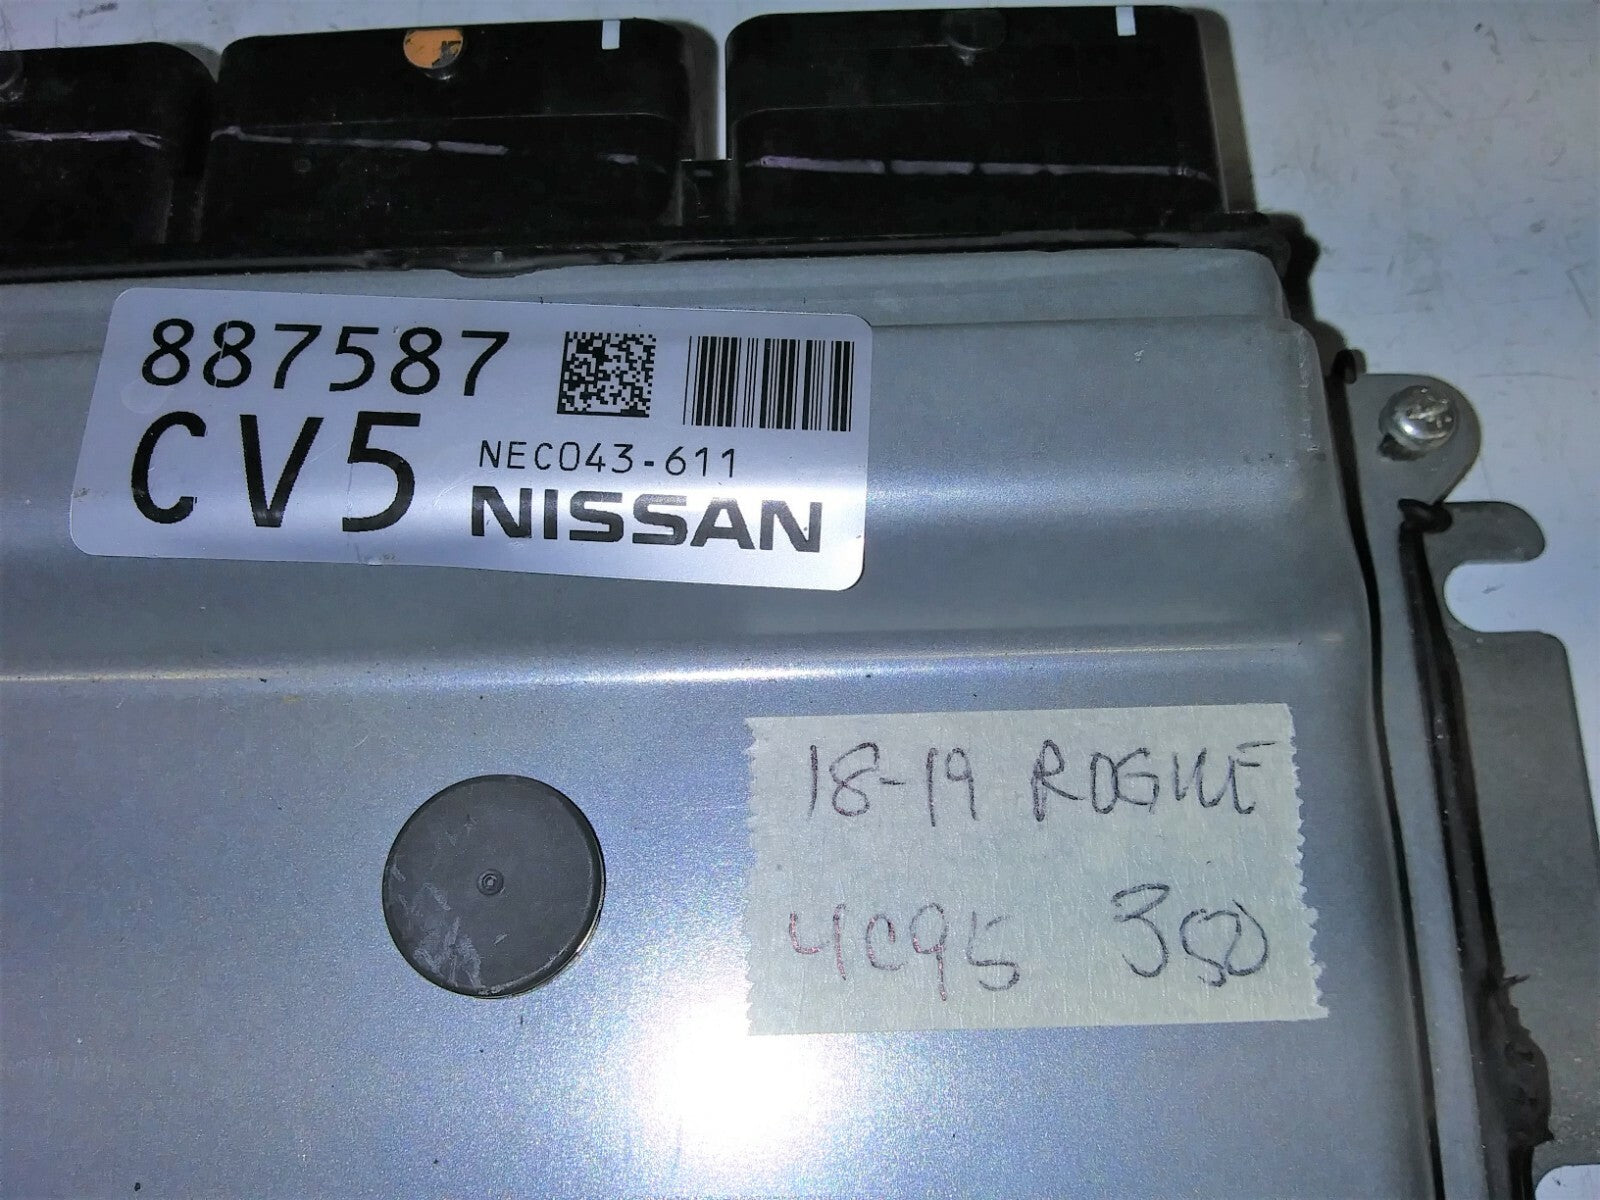 887587
CV5 NEC043-611
NISSAN
18-19 ROGUE
4C95 350